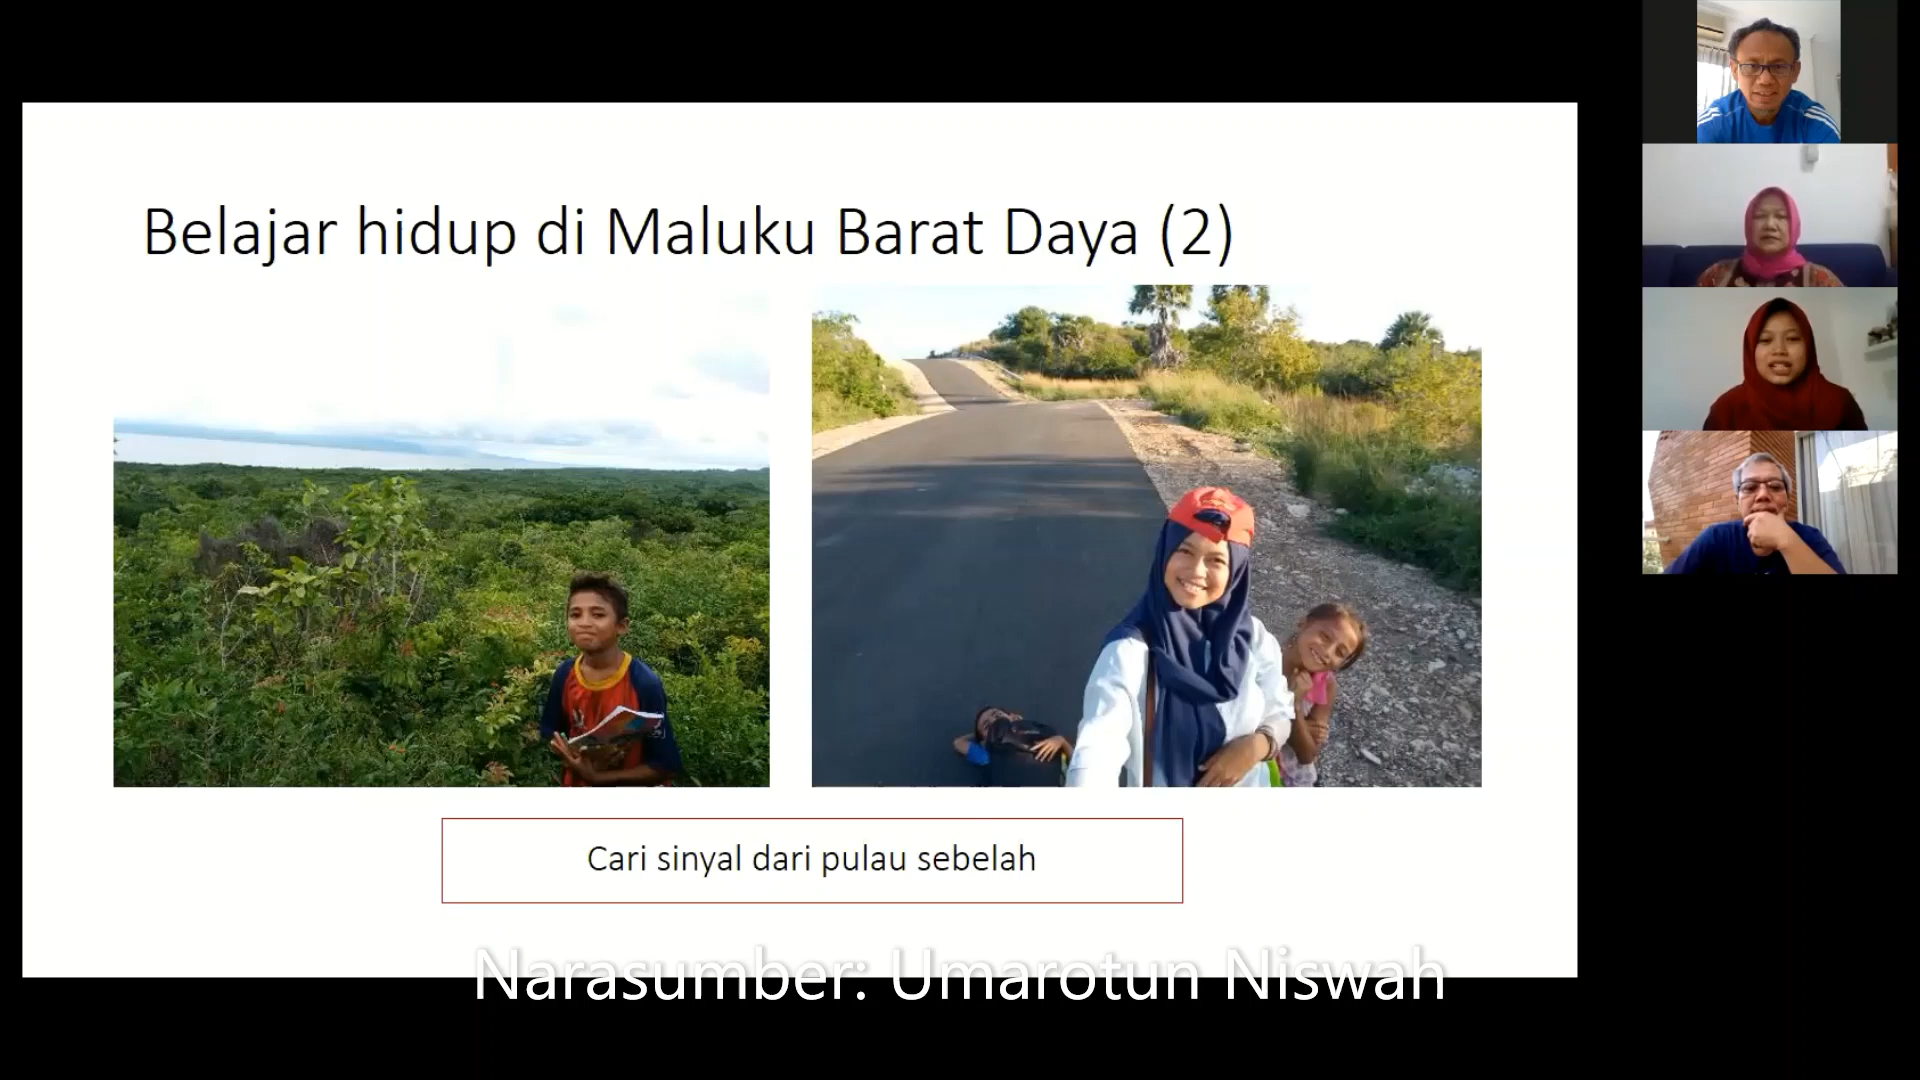 Belajar hidup di Maluku Barat Daya (2)
Cari sinyal dari pulau sebelah
Narasumber: Umarotun Niswah